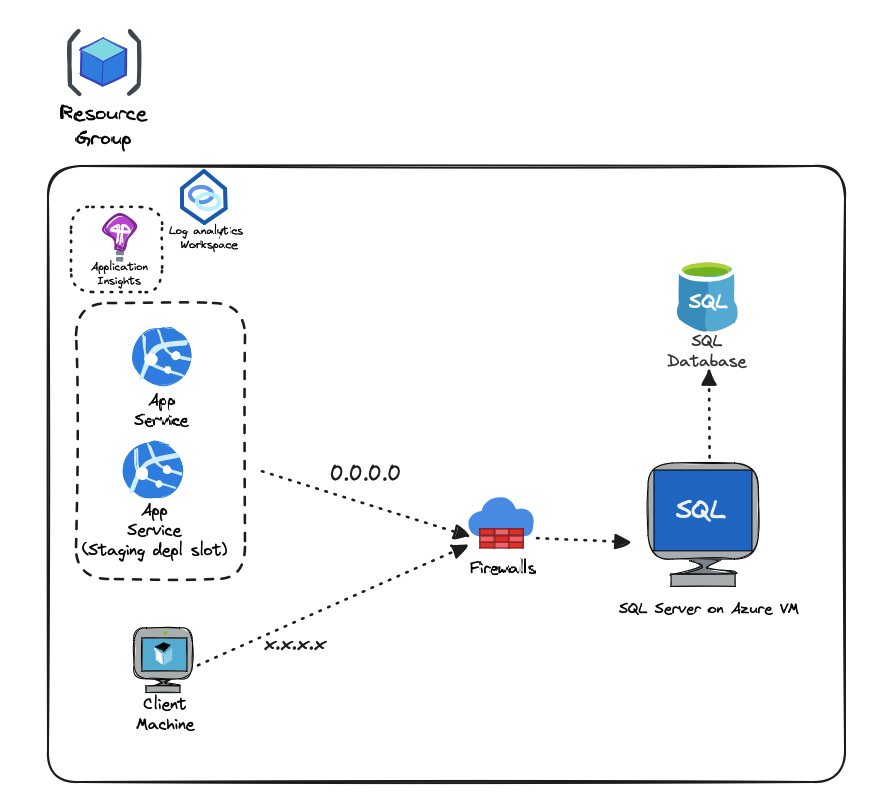 Resource
Group
Log analytics
Workspace
Application
Insights
SQL
SQL
Database
App
Service
App
Service
(Staging depl slot)
0.0.0.0
Firewalls
SQL
SQL Server on Azure VM
x.x.x.x
Client
Machine